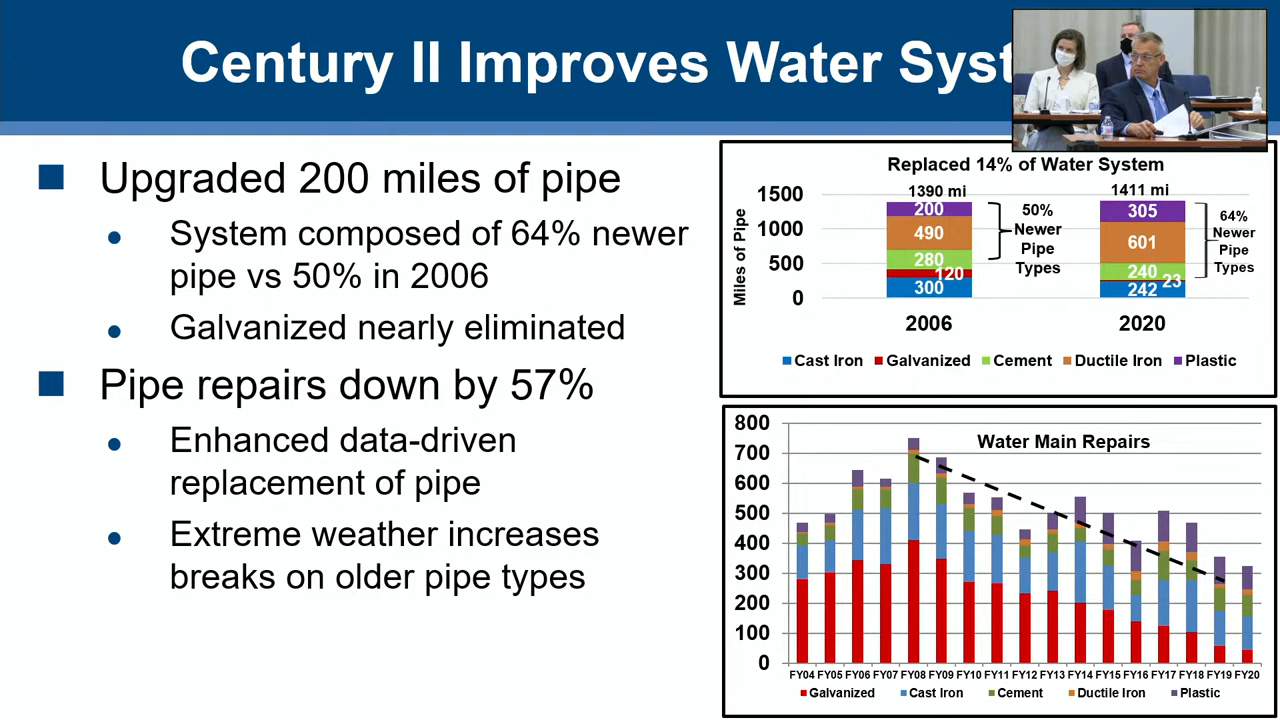 Century II Improves Water Syst
Upgraded 200 miles of pipe
System composed of 64% newer
pipe vs 50% in 2006
Galvanized nearly eliminated
Pipe repairs down by 57%
Enhanced data-driven
replacement of pipe
Extreme weather increases
breaks on older pipe types
Replaced 14% of Water System
Miles of Pipe
1500
1000
500
0
1390 mi
200
490
280
120
300
50%
Newer
Pipe
Types
1411 mi
305
601
240
23
242
64%
Newer
Pipe
Types
2006 2020
Cast Iron Galvanized Cement Ductile Iron Plastic
Water Main Repairs
800
700
600
500
400
300
200
100
0
FY04 FY05 FY06 FY07 FY08 FY09 FY10 FY11 FY12 FY13 FY14 FY15 FY16 FY17 FY18 FY19 FY20
Galvanized Cast Iron Cement Ductile Iron Plastic